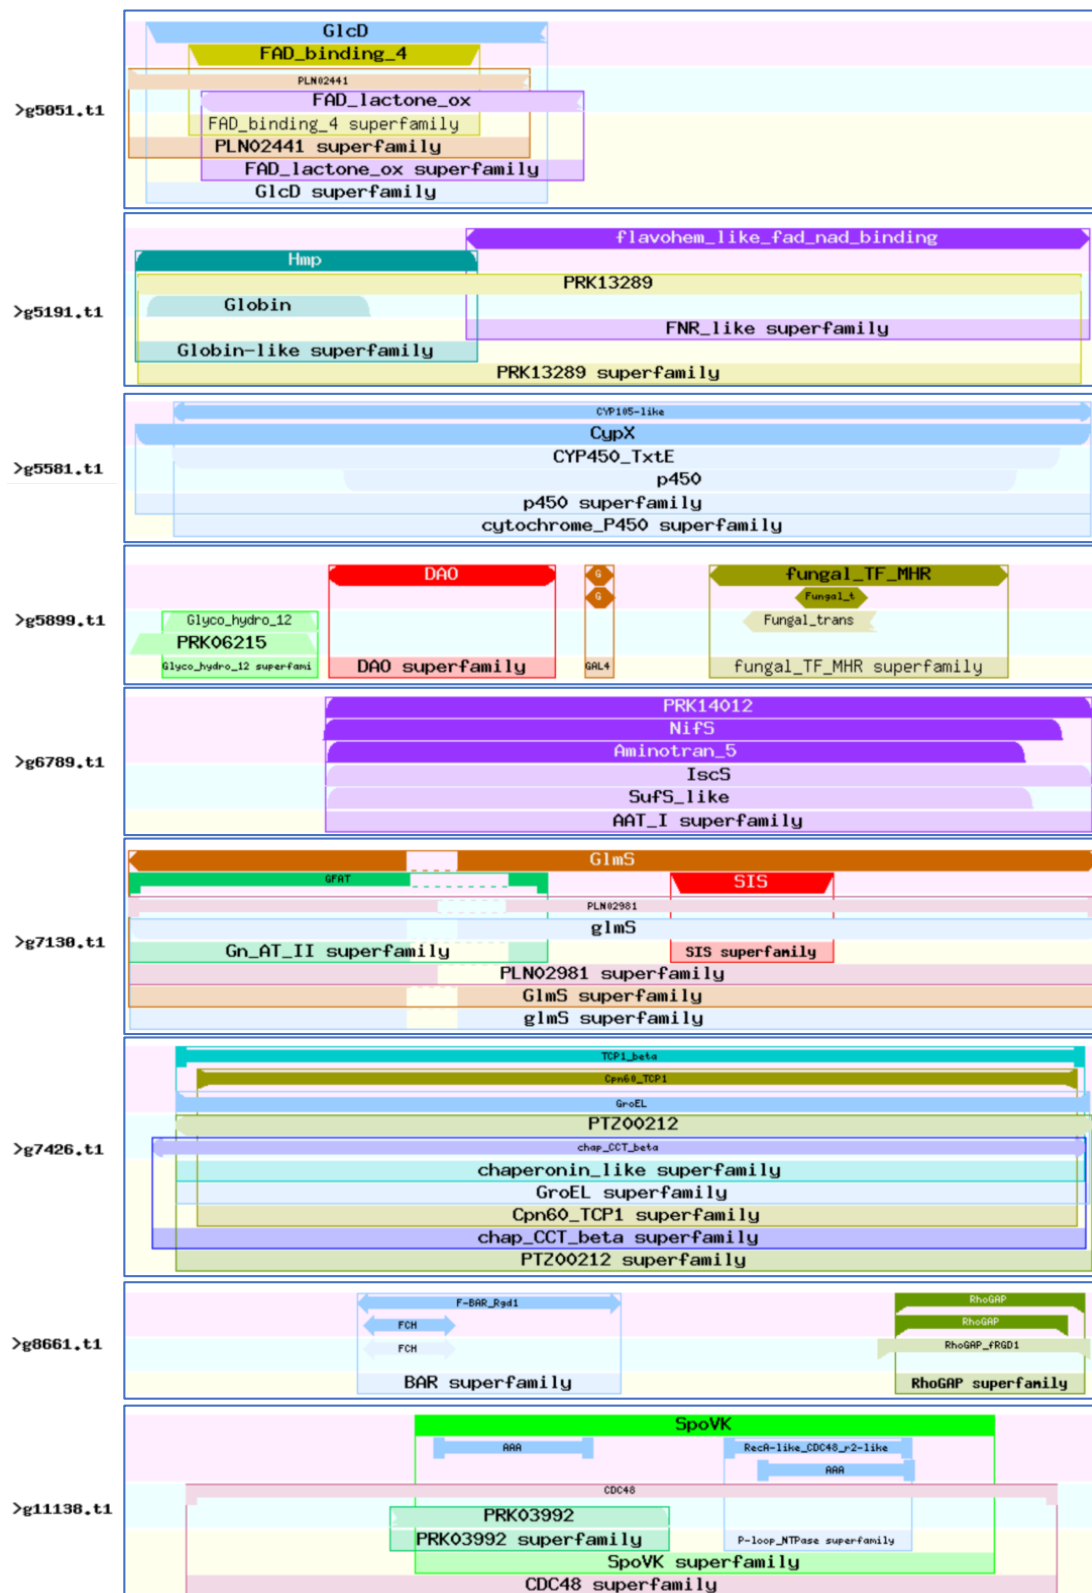 GlcD
FAD_binding_4
PLN02441
FAD_lactone_ox
>g5051.t1
FAD_binding_4 superfamily
PLN02441 superfamily
FAD_lactone_ox superfamily
GlcD superfamily
flavohem_like_fad_nad_binding
Hmp
PRK13289
Globin
>g5191.t1
FNR_like superfamily
Globin-like superfamily
PRK13289 superfamily
CYP105-like
CypX
CYP450_TxtE
>g5581.t1
p450
p450 superfamily
cytochrome_P450 superfamily
DAO
G
fungal_TF_MHR
G
Fungal_t
Glyco_hydro_12
Fungal_trans
>g5899.t1
PRK06215
Glyco_hydro_12 superfami
DAO superfamily
GAL4
fungal_TF_MHR superfamily
PRK14012
NifS
Aminotran_5
>g6789.t1
IscS
SufS_like
AAT_I superfamily
GlmS
GFAT
SIS
PLN02981
glmS
>g7130.t1
Gn_AT_II superfamily
SIS superfamily
PLN02981 superfamily
GlmS superfamily
glmS superfamily
TCP1_beta
Cpn60_TCP1
GroEL
PTZ00212
>g7426.t1
chap_CCT_beta
chaperonin_like superfamily
GroEL superfamily
Cpn60_TCP1 superfamily
chap_CCT_beta superfamily
PTZ00212 superfamily
F-BAR_Rgd1
RhoGAP
FCH
RhoGAP
>g8661.t1
FCH
RhoGAP_fRGD1
BAR superfamily
RhoGAP superfamily
SpoVK
AAA
RecA-like_CDC48_r2-like
AAA
CDC48
>g11138.t1
PRK03992
PRK03992 superfamily
P-loop_NTPase superfamily
SpoVK superfamily
CDC48 superfamily